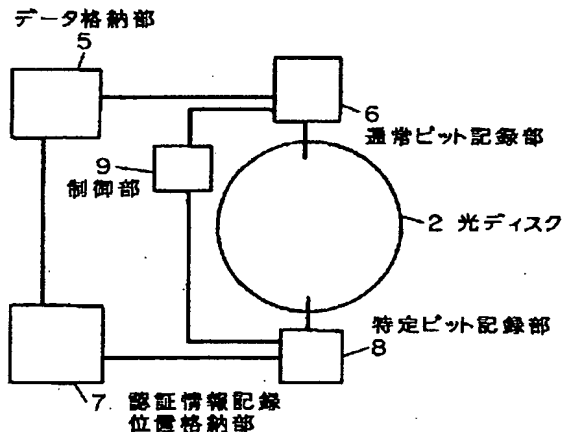 データ格納部
5
6
通常ピット記録部
9
制御部
2 光ディスク
特定ピット記録部
8
7 認証情報記録
位置格納部